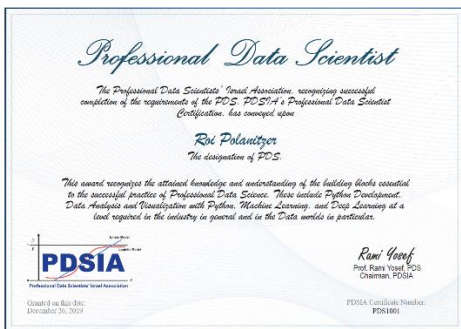 Professional Data Scientist
The Professional Data Scientists' Israel Association, recognizing successful
completion of the requirements of the PDS, PDSIA's Professional Data Scientist
Certification, has conveyed upon
Roi Polanitzer
The designation of PDS.
This award recognizes the attained knowledge and understanding of the building blocks essential
to the successful practice of Professional Data Science. These include Python Development,
Data Analysis and Visualization with Python, Machine Learning, and Deep Learning at a
level required in the industry in general and in the Data worlds in particular.
Linear Model
Logistic Model
PDSIA
Professional Data Scientists' Israel Association
Rami Yosef
Prof. Rami Yosef, PDS
Chairman, PDSIA
Granted on this date:
December 26, 2019
PDSIA Certificate Number:
PDS1001